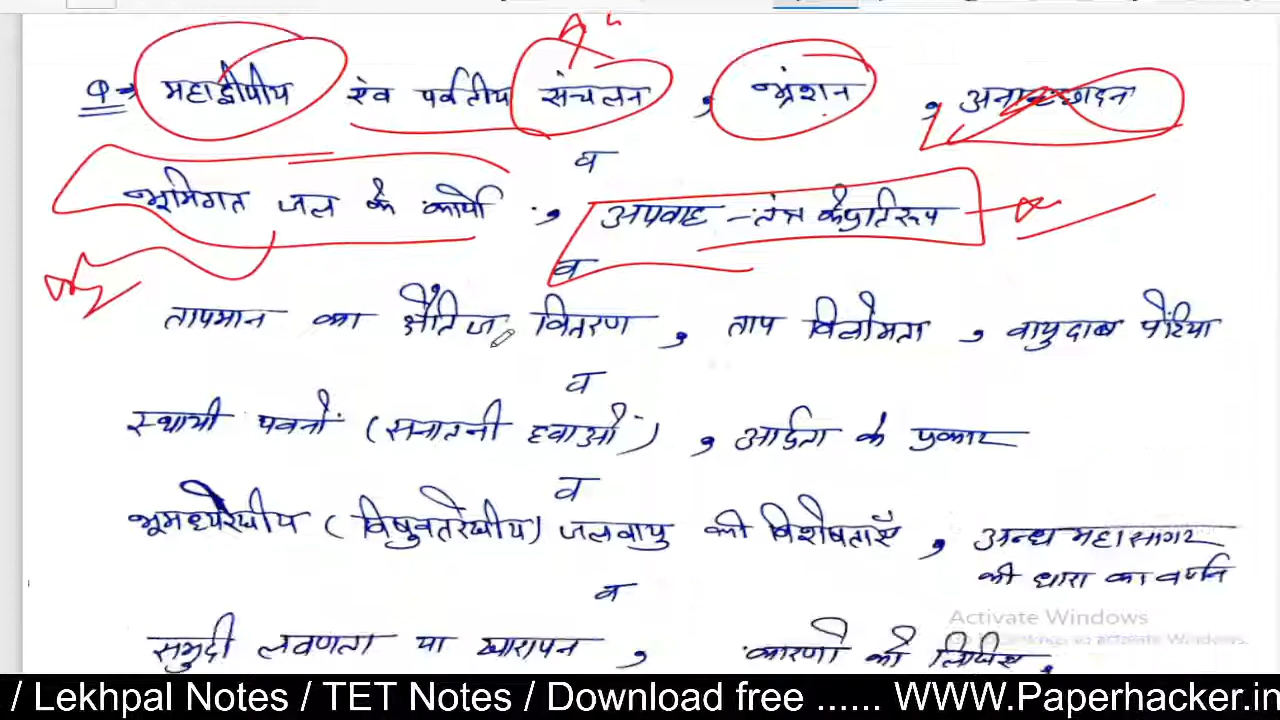 Q⇒ महाद्वीपीय एंव पर्वतीय संचलन , भ्रंशन , अनाच्छादन
व
भूमिगत जल के कार्यो , अपवाह - तंत्र के प्रतिरूप
व
तापमान का क्षैतिज वितरण , ताप विलोमता , वायुदाब पेटिंया
व
स्थायी पवनों (सनातनी हवाओं) , आर्द्रता के प्रकार
व
भूमध्यरेखीय (विषुवतरेखीय) जलवायु की विशेषताएँ , अन्ध महासागर
की धारा का वर्णन
व
समुद्री लवणता या खारापन , कारणो को लिखिए ,
Activate Windows
/ Lekhpal Notes / TET Notes / Download free ...... WWW.Paperhacker.in